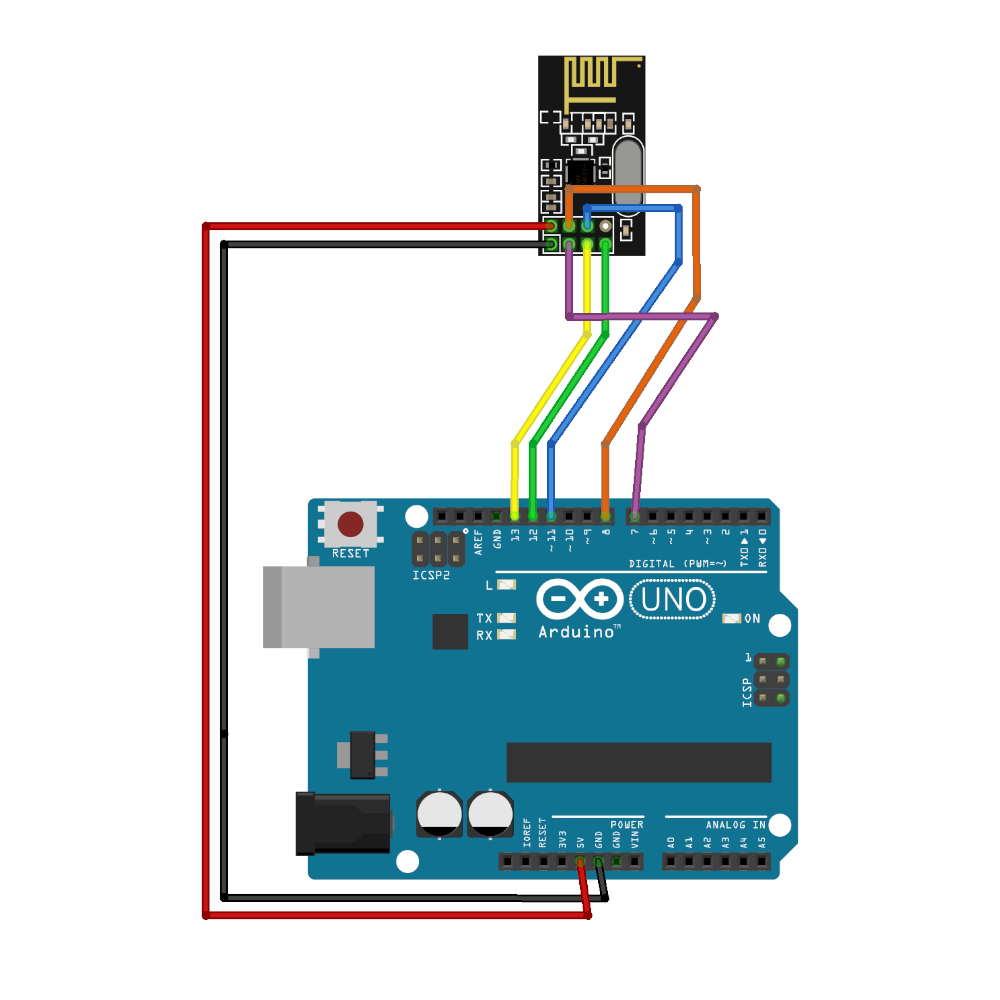 RESET
ICSP2
AREF
GND
13
12
~11
~10
~9
8
7
~6
~5
4
~3
2
TX0 ▶ 1
RX0 ◀ 0
DIGITAL (PWM=~)
L
TX
RX
Arduino™
UNO
ON
1
ICSP
IOREF
RESET
3V3
5V
GND
GND
VIN
POWER
ANALOG IN
A0
A1
A2
A3
A4
A5